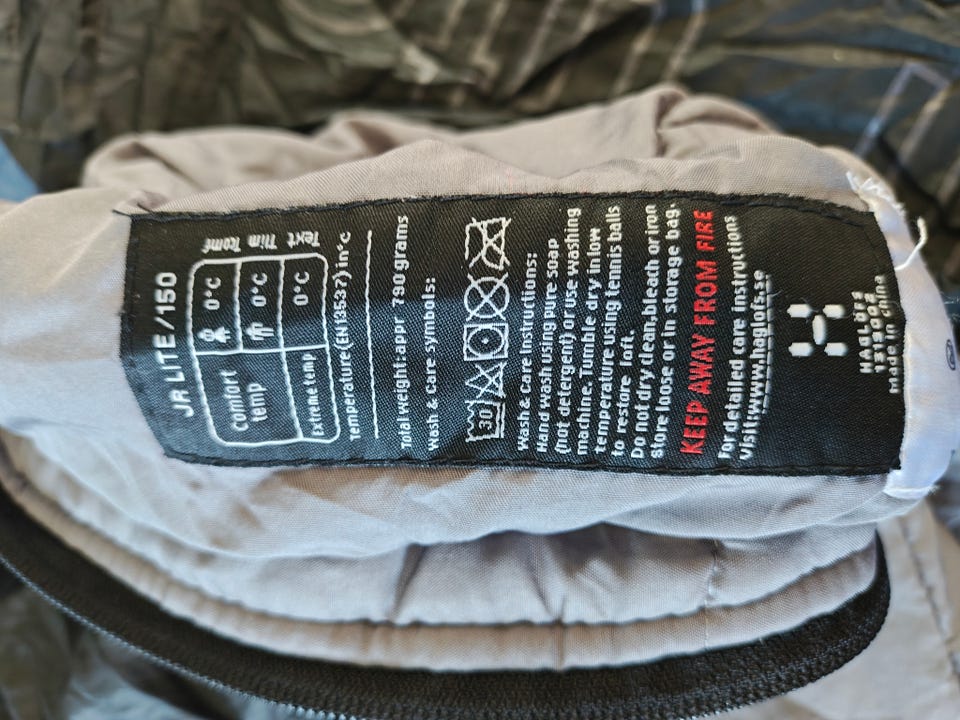 JR LITE/150
Comfort temp 0°C
0°C
Extreme temp 0°C
Tcomf
Tlim
Text
Temperature(EN13537) in°C
Total weight:appr 790 grams
Wash & Care Symbols:
30
Wash & Care Instructions:
Hand wash using pure soap
(not detergent) or use washing
machine. Tumble dry in low
temperature using tennis balls
to restore loft.
Do not dry clean,bleach or iron
Store loose or in storage bag.
KEEP AWAY FROM FIRE
For detailed care instructions
Visit:www.haglofs.se
HAGLÖFS
Made in China